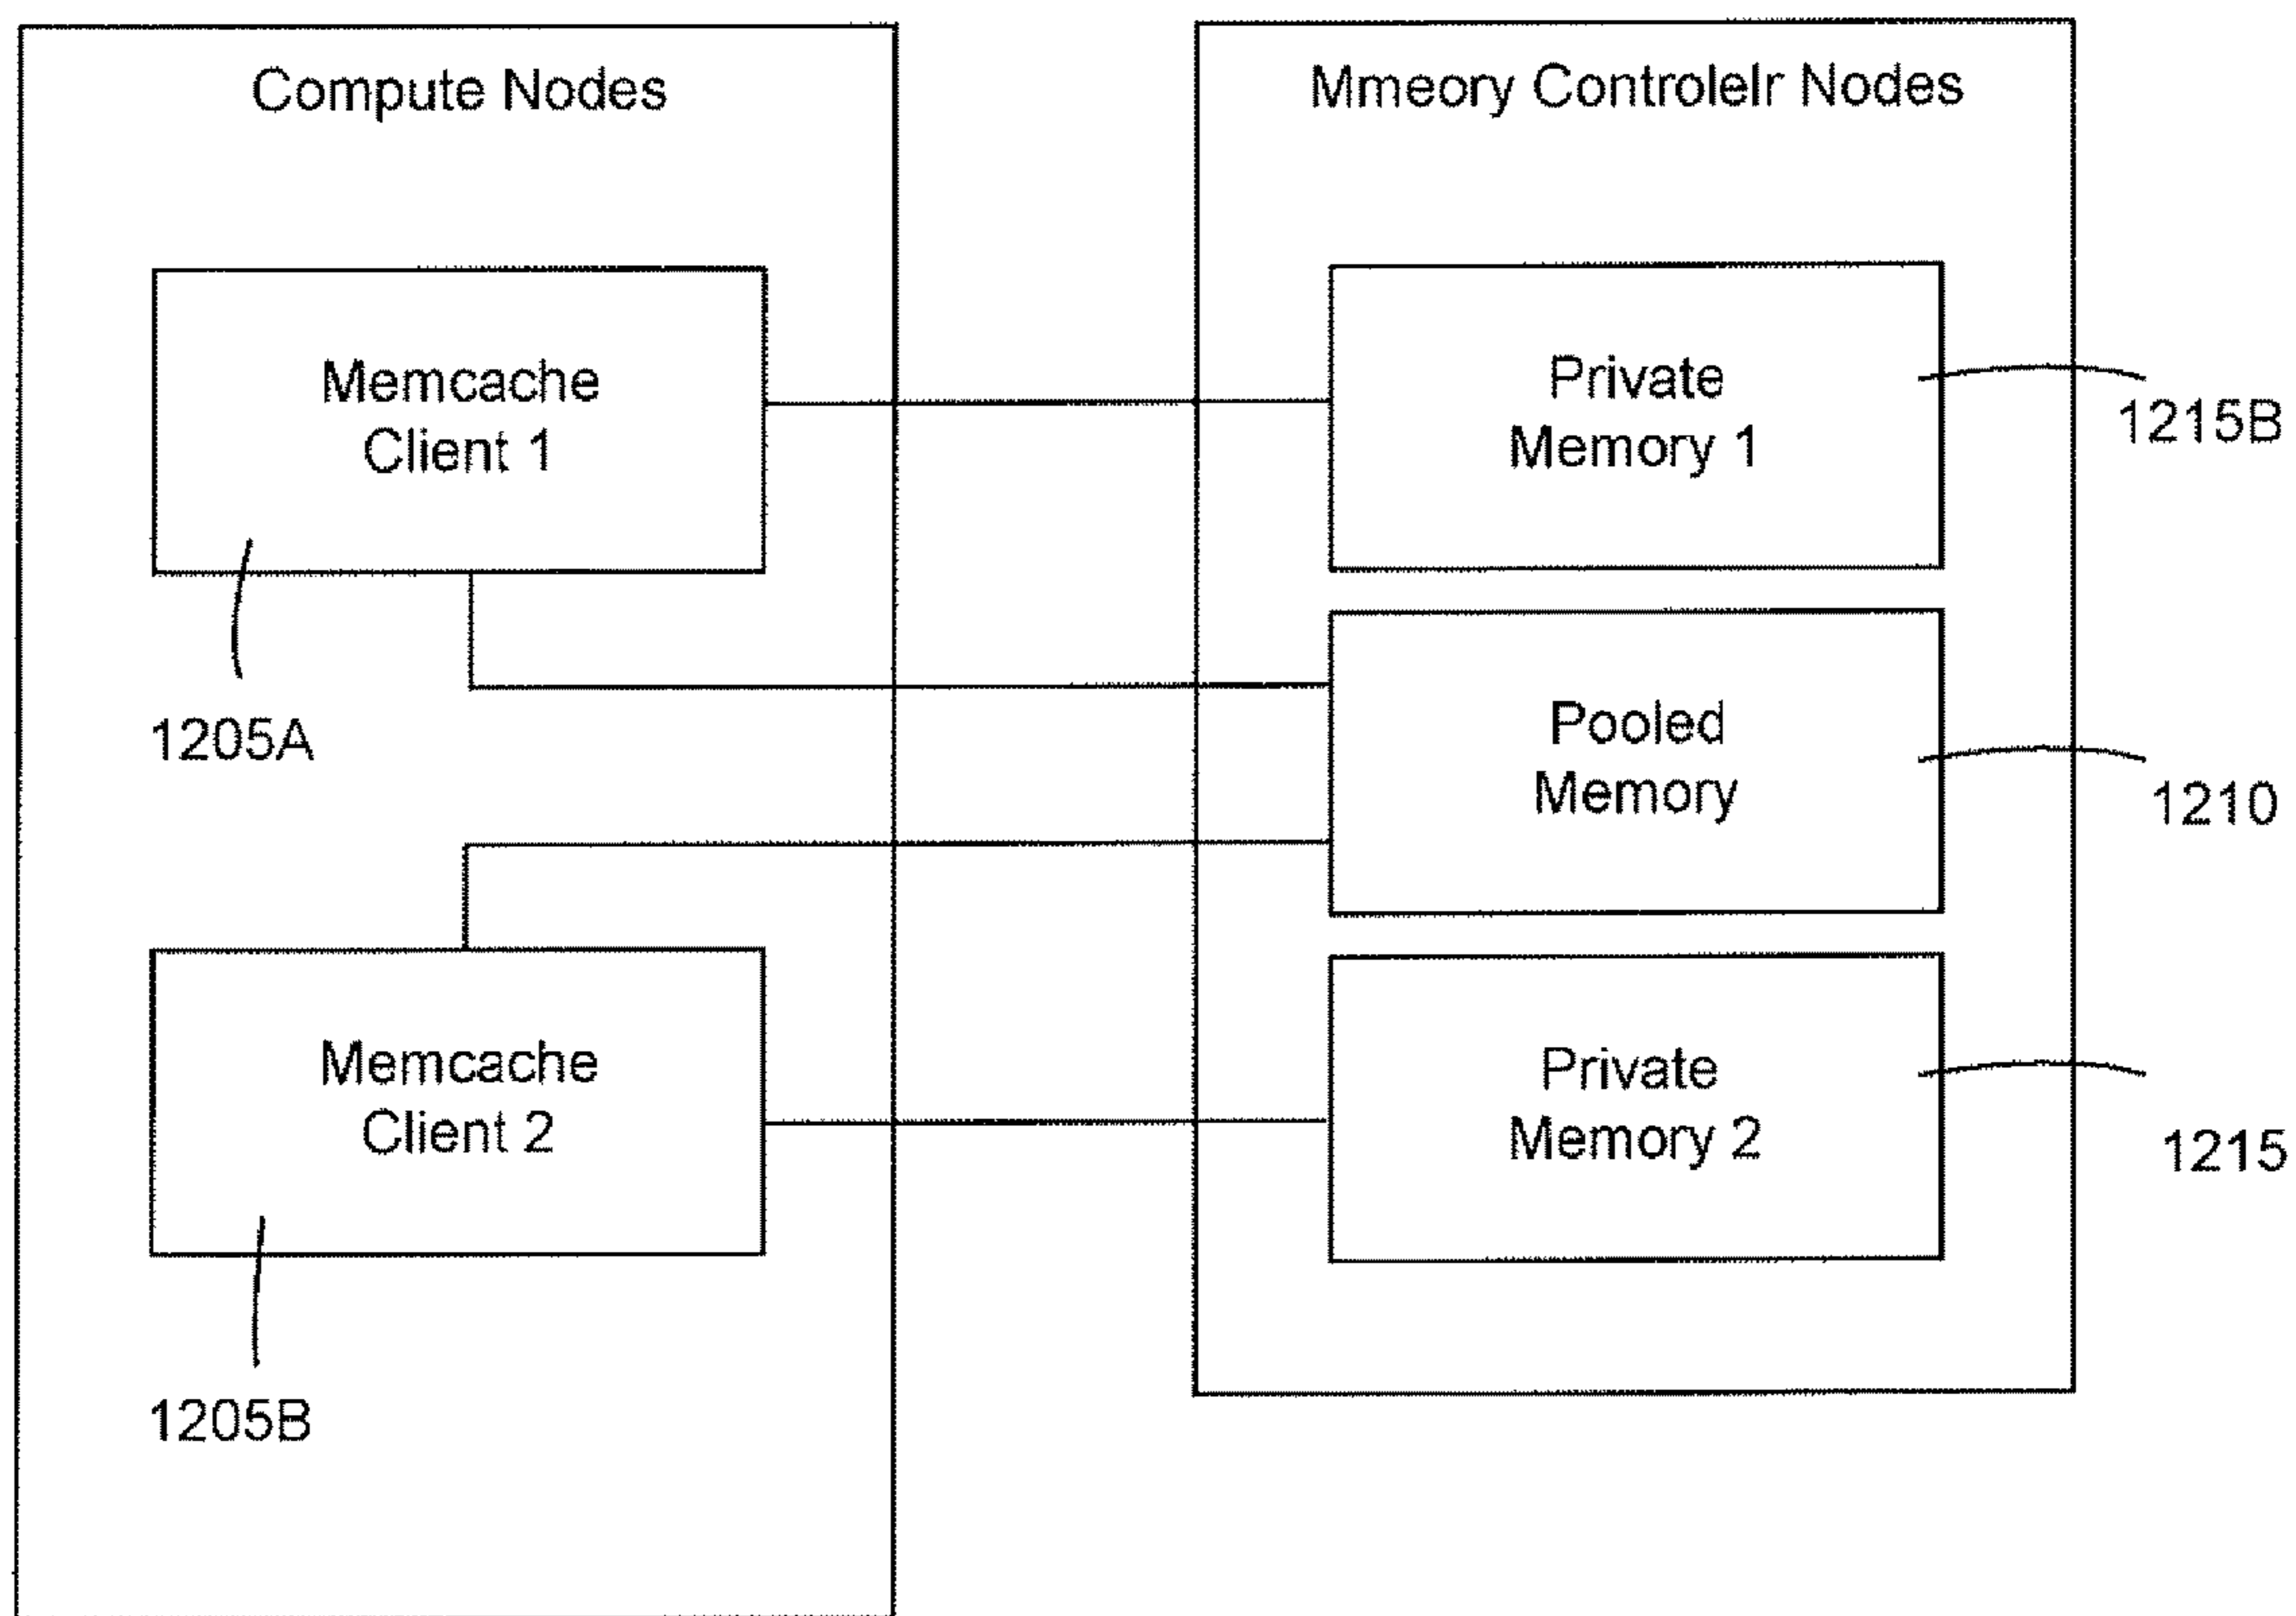 Compute Nodes
Mmeory Controlelr Nodes
Memcache
Client 1
1205A
Private
Memory 1
1215B
Pooled
Memory
1210
Memcache
Client 2
1205B
Private
Memory 2
1215